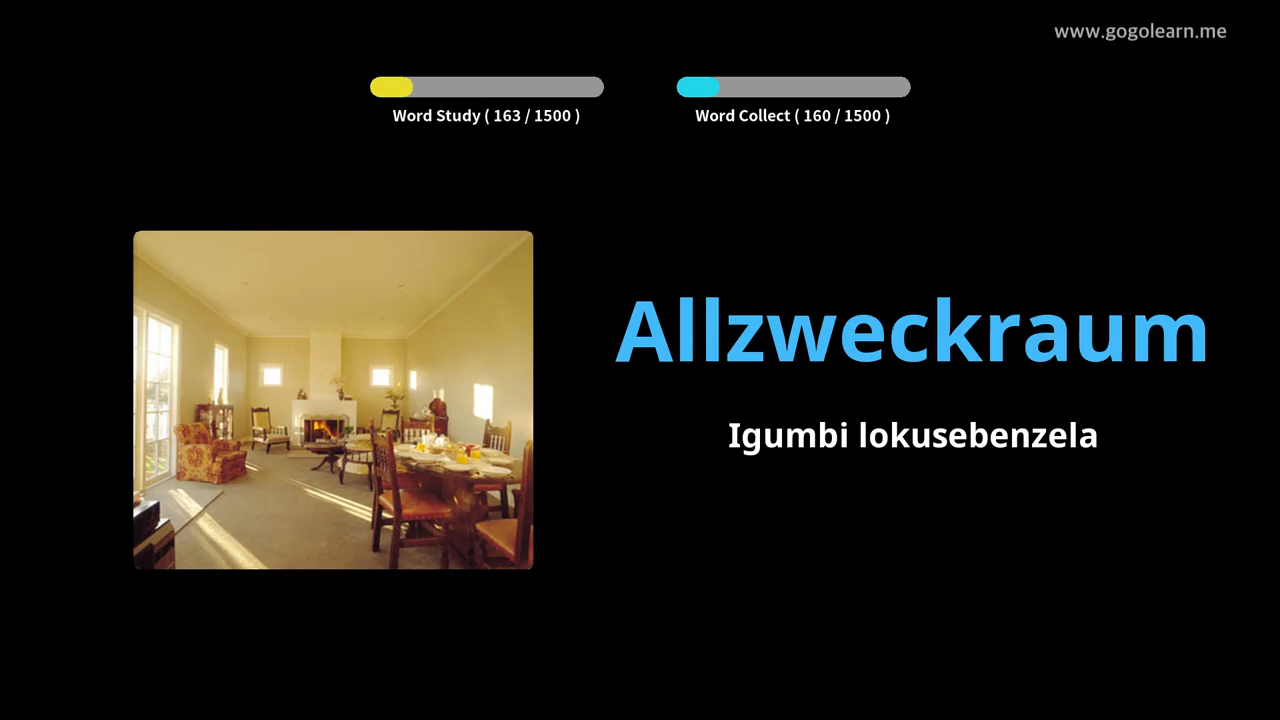 www.gogolearn.me
Word Study ( 163 / 1500 )
Word Collect ( 160 / 1500 )
Allzweckraum
Igumbi lokusebenzela